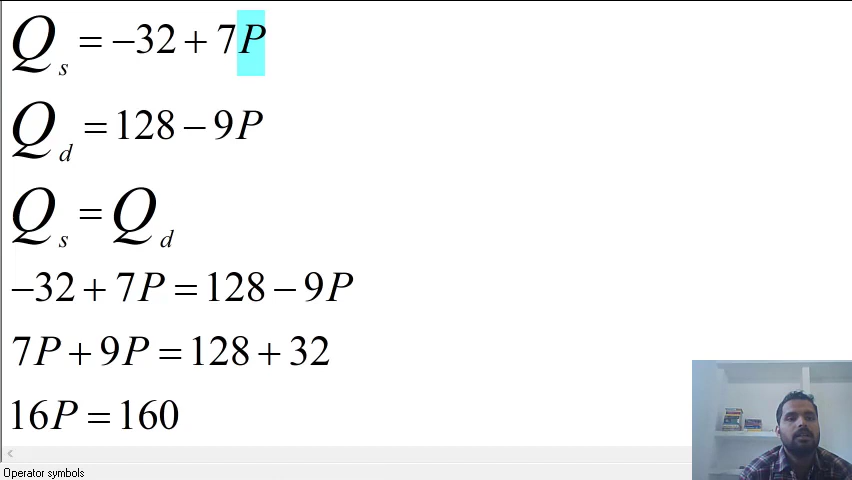 Qs = −32 + 7P
Qd = 128 − 9P
Qs = Qd
−32 + 7P = 128 − 9P
7P + 9P = 128 + 32
16P = 160
Operator symbols